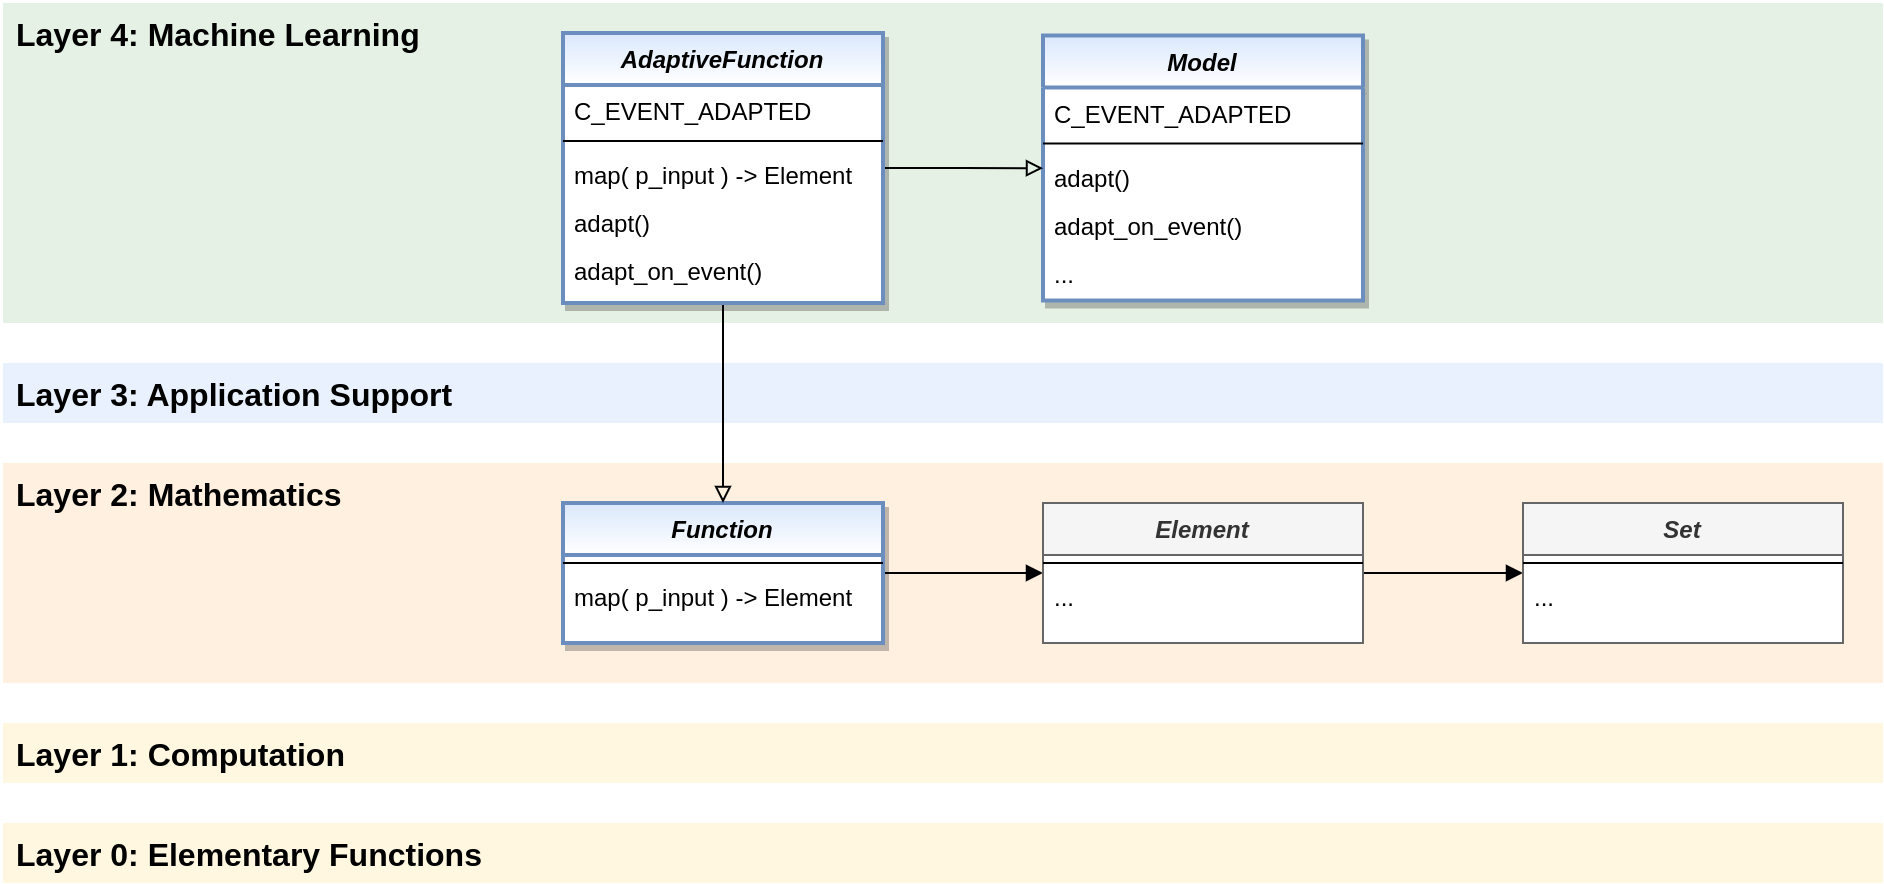 Layer 4: Machine Learning
AdaptiveFunction
C_EVENT_ADAPTED
map( p_input ) -> Element
adapt()
adapt_on_event()
Model
C_EVENT_ADAPTED
adapt()
adapt_on_event()
...
Layer 3: Application Support
Layer 2: Mathematics
Function
map( p_input ) -> Element
Element
...
Set
...
Layer 1: Computation
Layer 0: Elementary Functions